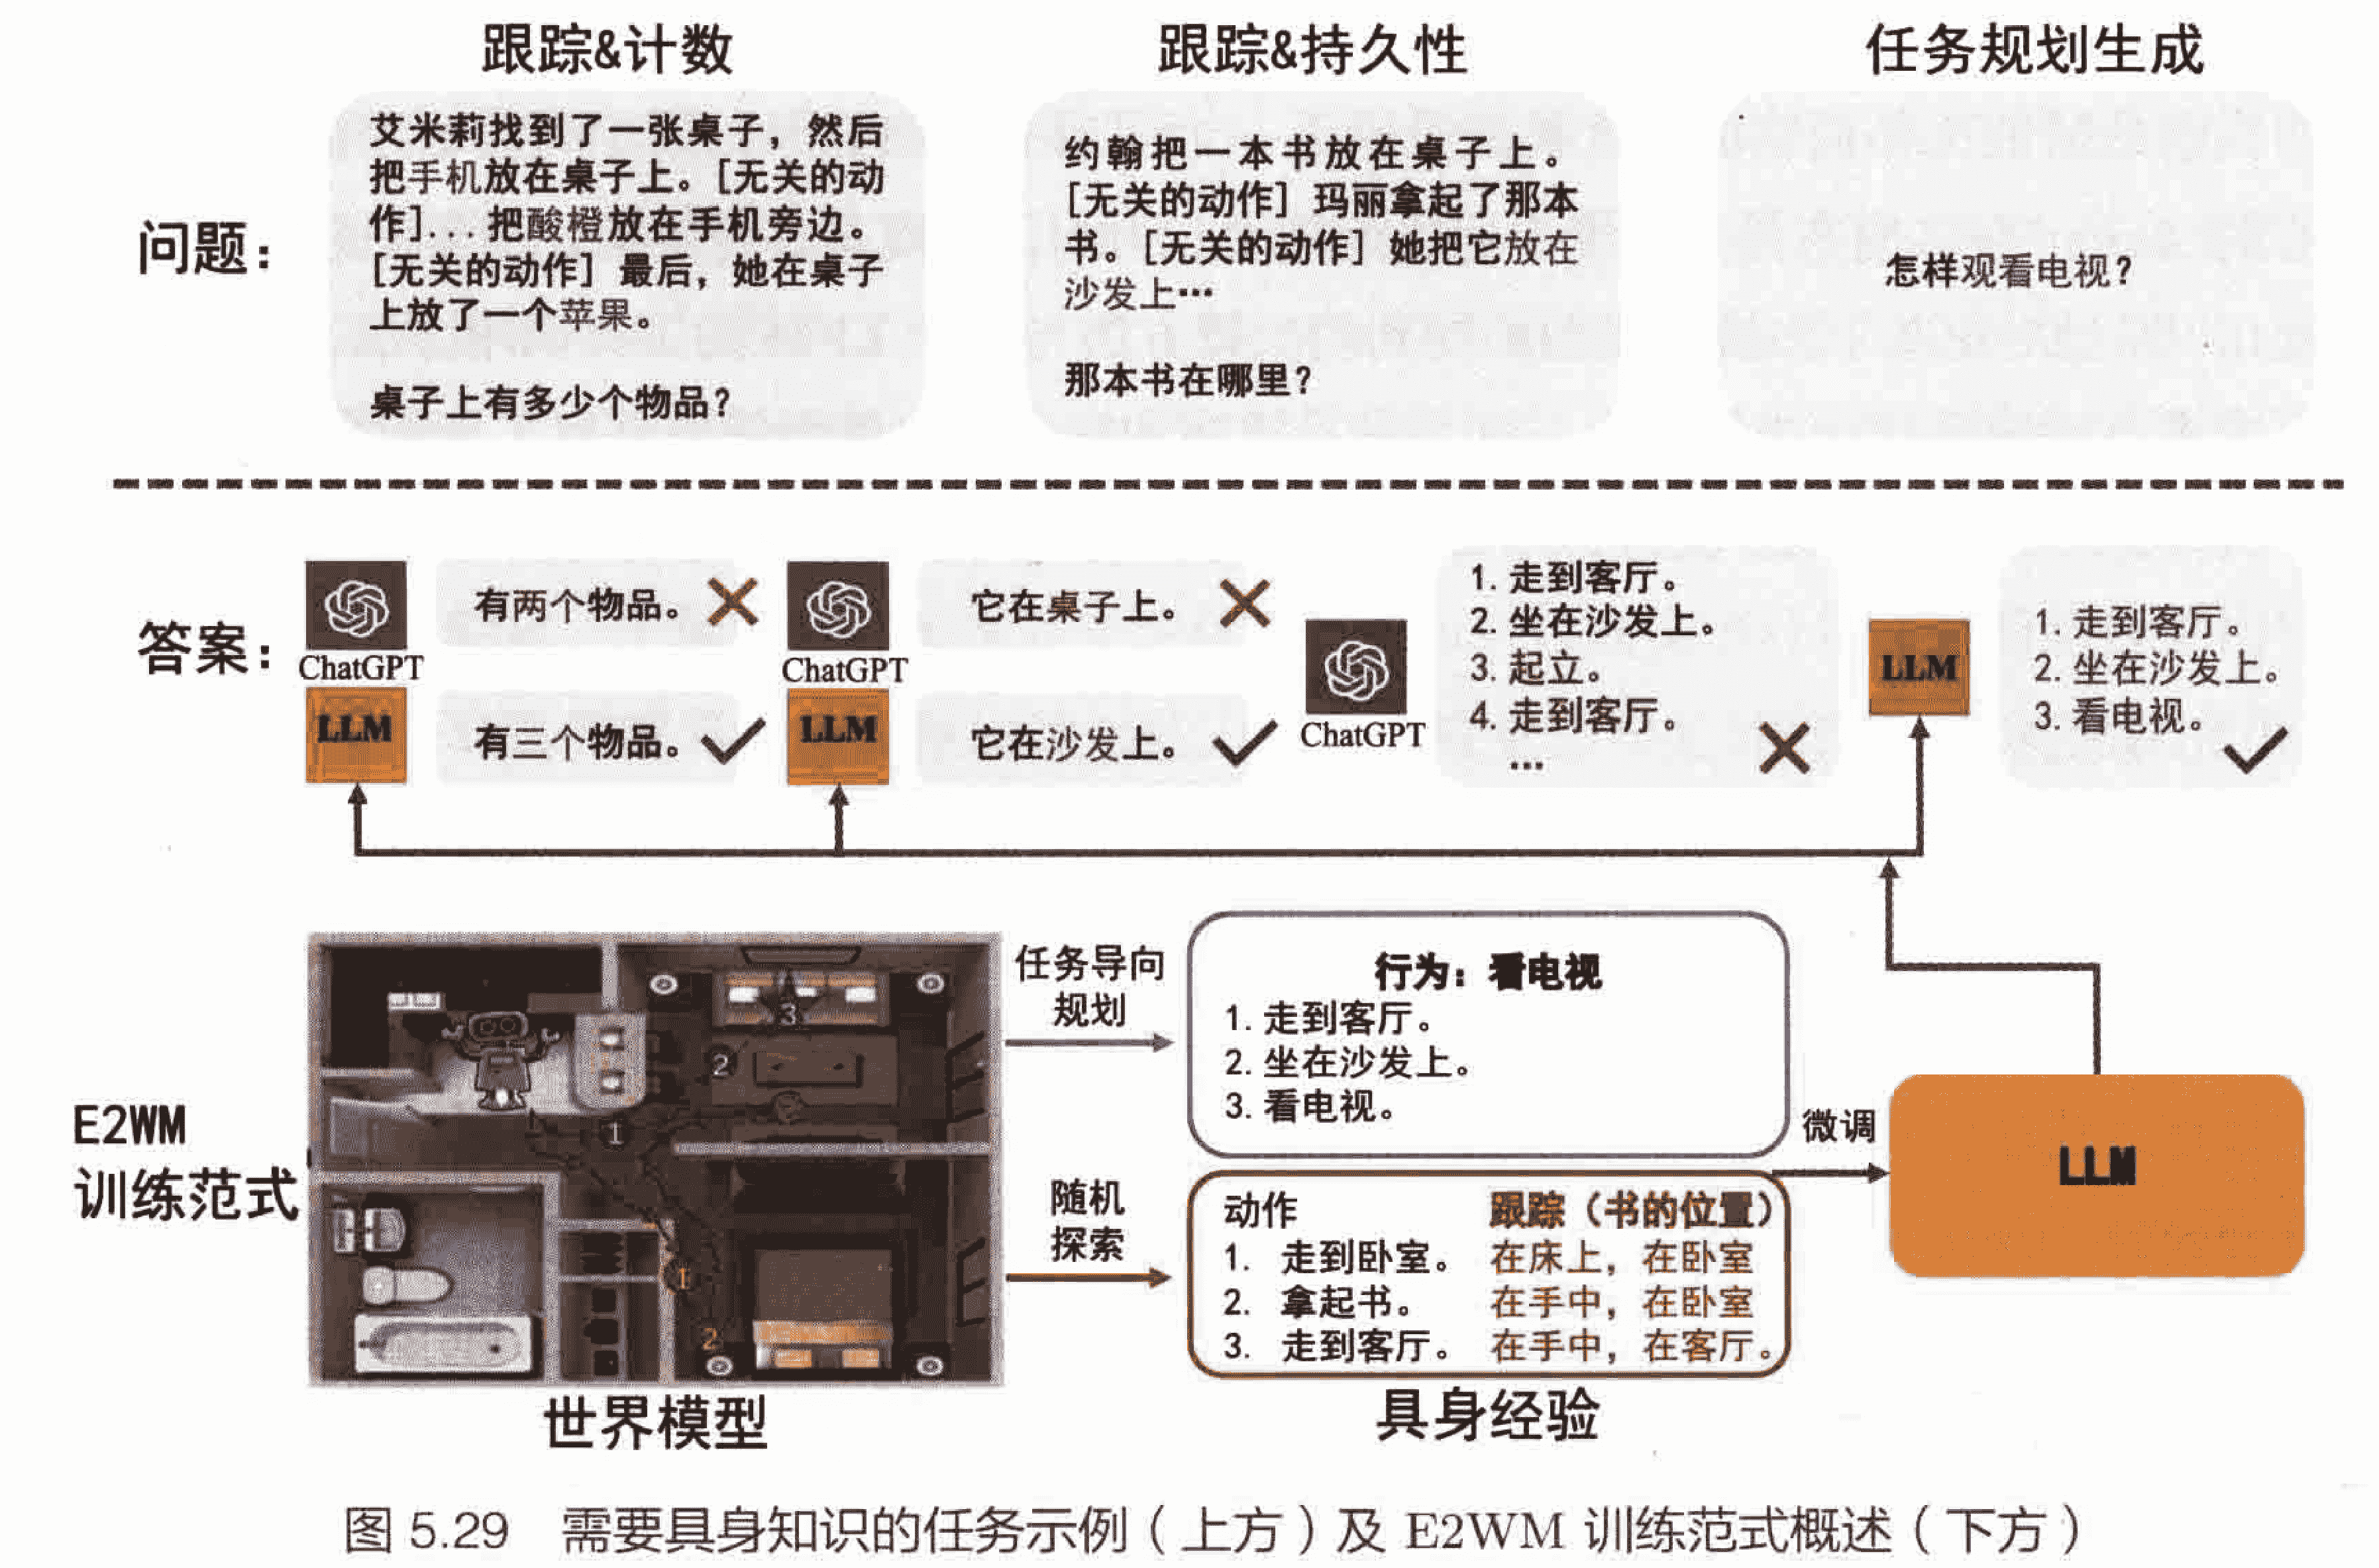 跟踪&计数
跟踪&持久性
任务规划生成
问题:
艾米莉找到了一张桌子，然后
把手机放在桌子上。[无关的动
作]...把酸橙放在手机旁边。
[无关的动作] 最后，她在桌子
上放了一个苹果。
桌子上有多少个物品?
约翰把一本书放在桌子上。
[无关的动作] 玛丽拿起了那本
书。[无关的动作] 她把它放在
沙发上…
那本书在哪里?
怎样观看电视?
答案:
ChatGPT
有两个物品。
LLM
有三个物品。
ChatGPT
它在桌子上。
LLM
它在沙发上。
ChatGPT
1. 走到客厅。
2. 坐在沙发上。
3. 起立。
4. 走到客厅。
…
LLM
1. 走到客厅。
2. 坐在沙发上。
3. 看电视。
E2WM
训练范式
3
2
1
1
2
世界模型
任务导向
规划
行为: 看电视
1. 走到客厅。
2. 坐在沙发上。
3. 看电视。
随机
探索
动作 跟踪（书的位置）
1. 走到卧室。 在床上，在卧室
2. 拿起书。 在手中，在卧室
3. 走到客厅。 在手中，在客厅。
具身经验
微调
LLM
图 5.29 需要具身知识的任务示例（上方）及 E2WM 训练范式概述（下方）